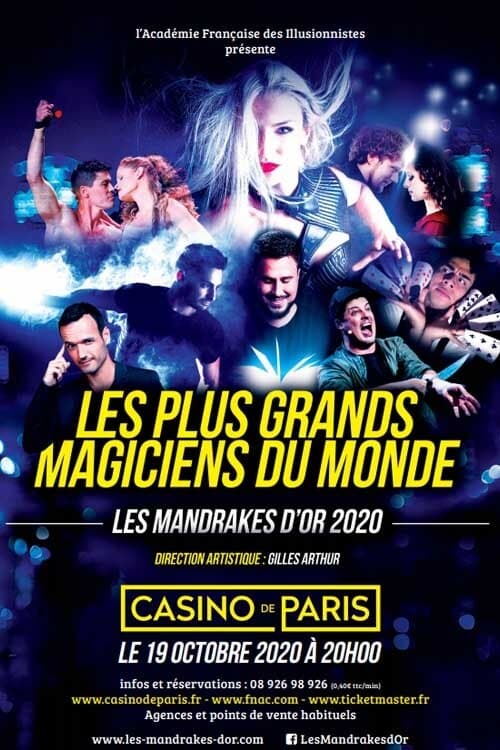 l'Académie Française des Illusionnistes
présente
LES PLUS GRANDS
MAGICIENS DU MONDE
LES MANDRAKES D'OR 2020
DIRECTION ARTISTIQUE : GILLES ARTHUR
CASINO DE PARIS
LE 19 OCTOBRE 2020 À 20H00
infos et réservations : 08 926 98 926 (0,40€ ttc/min)
www.casinodeparis.fr - www.fnac.com - www.ticketmaster.fr
Agences et points de vente habituels
www.les-mandrakes-dor.com LesMandrakesdOr